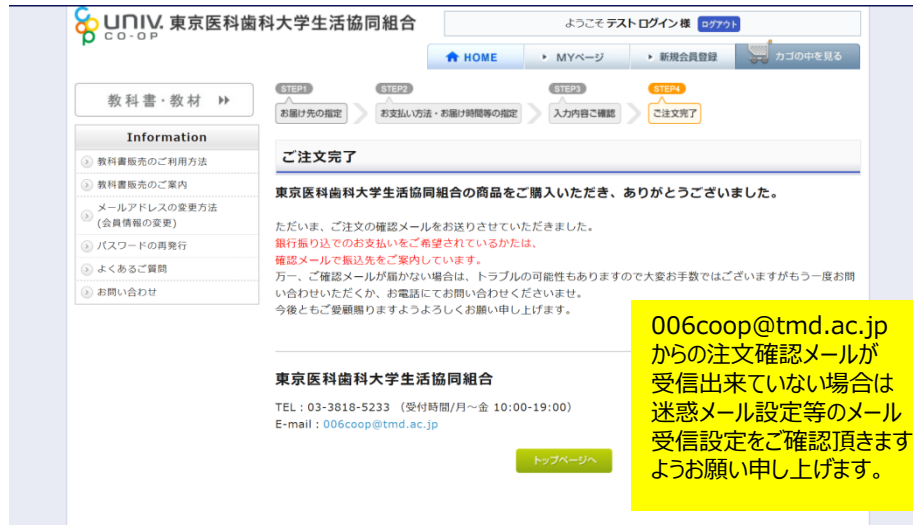 UNIV.
CO-OP
東京医科歯科大学生活協同組合
ようこそ テスト ログイン 様 ログアウト
HOME
MYページ
新規会員登録
カゴの中を見る
教科書・教材
Information
教科書販売のご利用方法
教科書販売のご案内
メールアドレスの変更方法
(会員情報の変更)
パスワードの再発行
よくあるご質問
お問い合わせ
STEP1
お届け先の指定
STEP2
お支払い方法・お届け時間等の指定
STEP3
入力内容ご確認
STEP4
ご注文完了
ご注文完了
東京医科歯科大学生活協同組合の商品をご購入いただき、ありがとうございました。
ただいま、ご注文の確認メールをお送りさせていただきました。
銀行振り込でのお支払いをご希望されているかたは、
確認メールで振込先をご案内しています。
万一、ご確認メールが届かない場合は、トラブルの可能性もありますので大変お手数ではございますがもう一度お問
い合わせいただくか、お電話にてお問い合わせくださいませ。
今後ともご愛顧賜りますようよろしくお願い申し上げます。
東京医科歯科大学生活協同組合
TEL：03-3818-5233 （受付時間/月～金 10:00-19:00）
E-mail：006coop@tmd.ac.jp
トップページへ
006coop@tmd.ac.jp
からの注文確認メールが
受信出来ていない場合は
迷惑メール設定等のメール
受信設定をご確認頂きます
ようお願い申し上げます。